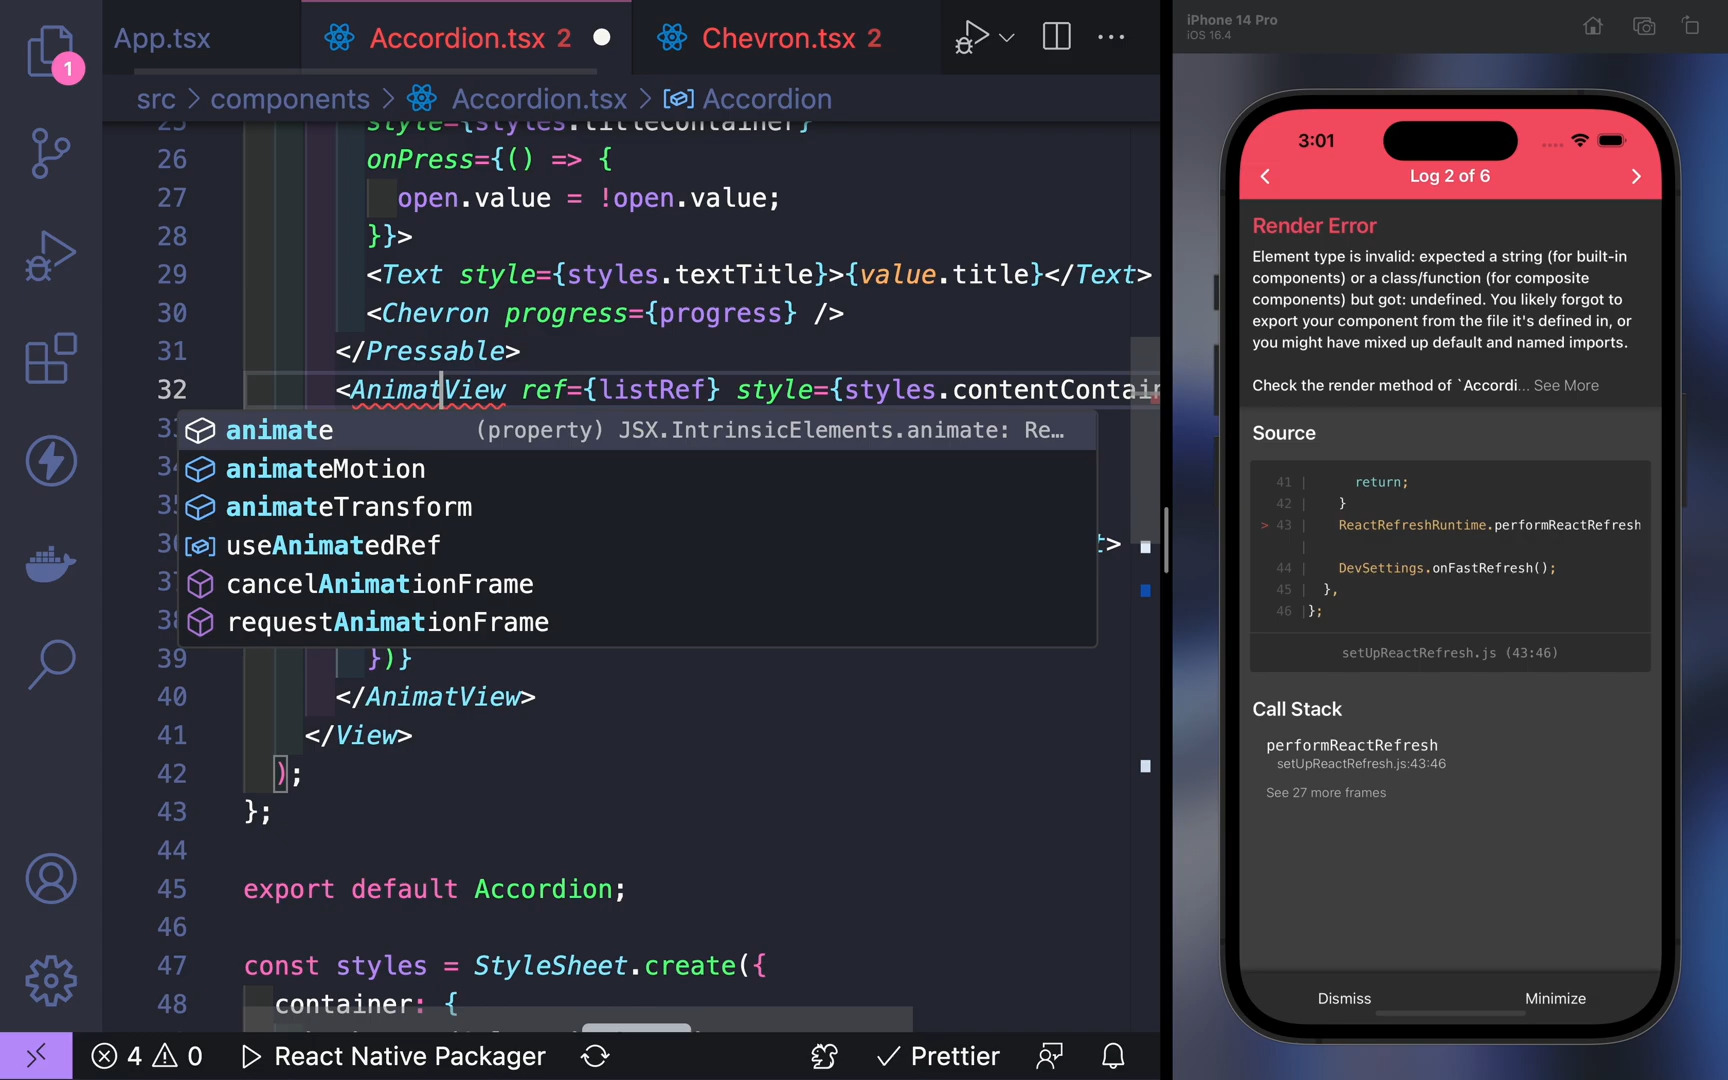 1
App.tsx
Accordion.tsx 2
Chevron.tsx 2
src > components > Accordion.tsx > Accordion
25 style={styles.titleContainer}
26 onPress={() => {
27 open.value = !open.value;
28 }}>
29 <Text style={styles.textTitle}>{value.title}</Text>
30 <Chevron progress={progress} />
31 </Pressable>
32 <AnimatView ref={listRef} style={styles.contentContain
animate (property) JSX.IntrinsicElements.animate: Re…
animateMotion
animateTransform
useAnimatedRef
t>
cancelAnimationFrame
requestAnimationFrame
39 })}
40 </AnimatView>
41 </View>
42 );
43 };
44
45 export default Accordion;
46
47 const styles = StyleSheet.create({
48 container: {
4 0 React Native Packager Prettier
iPhone 14 Pro
iOS 16.4
3:01
Log 2 of 6
Render Error
Element type is invalid: expected a string (for built-in
components) or a class/function (for composite
components) but got: undefined. You likely forgot to
export your component from the file it's defined in, or
you might have mixed up default and named imports.
Check the render method of `Accordi... See More
Source
41 | return;
42 | }
> 43 | ReactRefreshRuntime.performReactRefresh
|
44 | DevSettings.onFastRefresh();
45 | },
46 | };
setUpReactRefresh.js (43:46)
Call Stack
performReactRefresh
setUpReactRefresh.js:43:46
See 27 more frames
Dismiss
Minimize